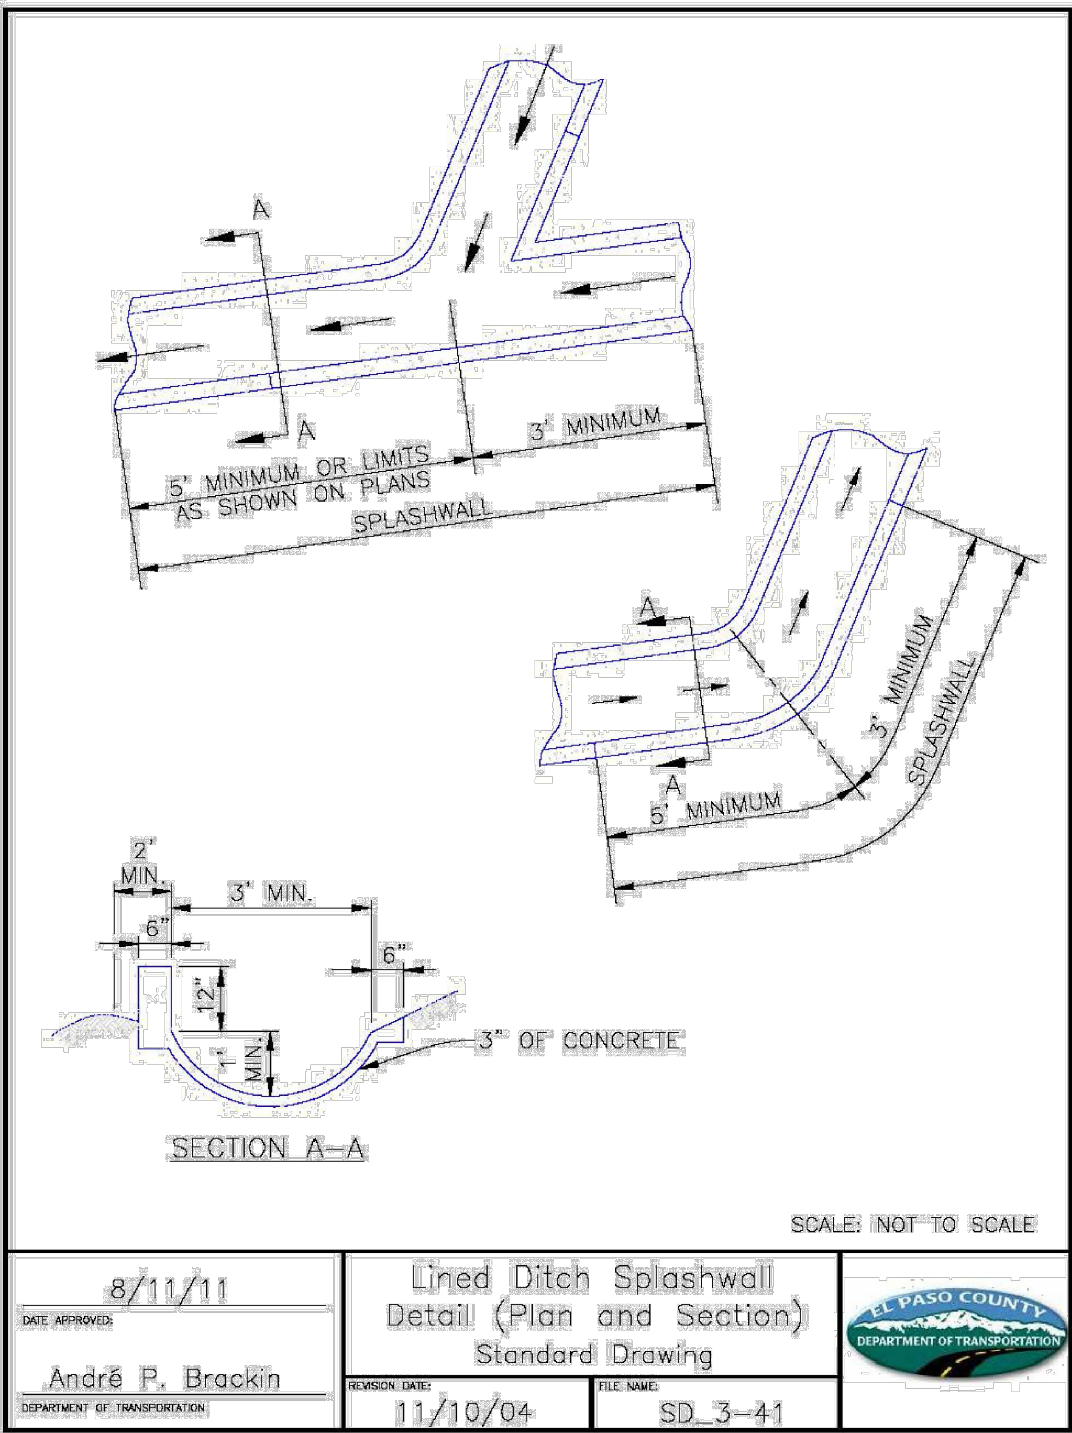 A
A
3' MINIMUM
5' MINIMUM OR LIMITS
AS SHOWN ON PLANS
SPLASHWALL
A
A
3' MINIMUM
SPLASHWALL
5' MINIMUM
2'
MIN.
3' MIN.
6"
6"
12"
1'
MIN.
3" OF CONCRETE
SECTION A-A
SCALE: NOT TO SCALE
8/11/11
DATE APPROVED:
André P. Brackin
DEPARTMENT OF TRANSPORTATION
Lined Ditch Splashwall
Detail (Plan and Section)
Standard Drawing
REVISION DATE:
11/10/04
FILE NAME:
SD_3-41
EL PASO COUNTY
DEPARTMENT OF TRANSPORTATION